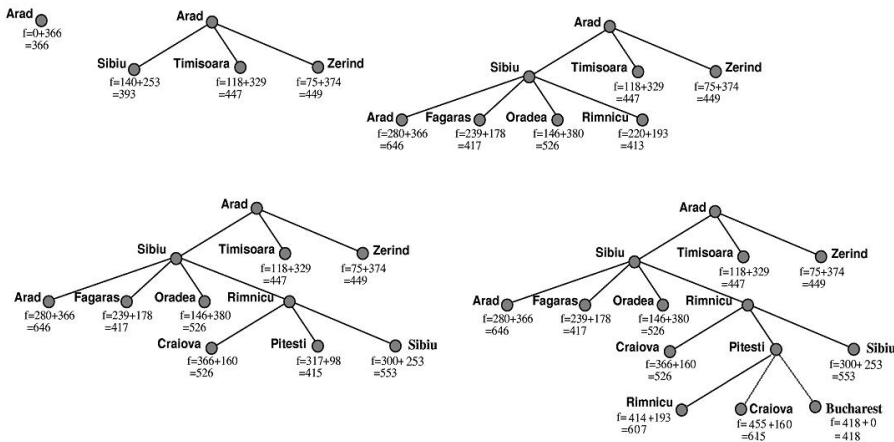 Arad
f=0+366
=366
Arad
Sibiu
f=140+253
=393
Timisoara
f=118+329
=447
Zerind
f=75+374
=449
Arad
Sibiu
Timisoara
f=118+329
=447
Zerind
f=75+374
=449
Arad
f=280+366
=646
Fagaras
f=239+178
=417
Oradea
f=146+380
=526
Rimnicu
f=220+193
=413
Arad
Sibiu
Timisoara
f=118+329
=447
Zerind
f=75+374
=449
Arad
f=280+366
=646
Fagaras
f=239+178
=417
Oradea
f=146+380
=526
Rimnicu
Craiova
f=366+160
=526
Pitesti
f=317+98
=415
Sibiu
f=300+ 253
=553
Arad
Sibiu
Timisoara
f=118+329
=447
Zerind
f=75+374
=449
Arad
f=280+366
=646
Fagaras
f=239+178
=417
Oradea
f=146+380
=526
Rimnicu
Craiova
f=366+160
=526
Pitesti
Sibiu
f=300+ 253
=553
Rimnicu
f= 414 +193
=607
Craiova
f= 455 +160
=615
Bucharest
f= 418 + 0
= 418